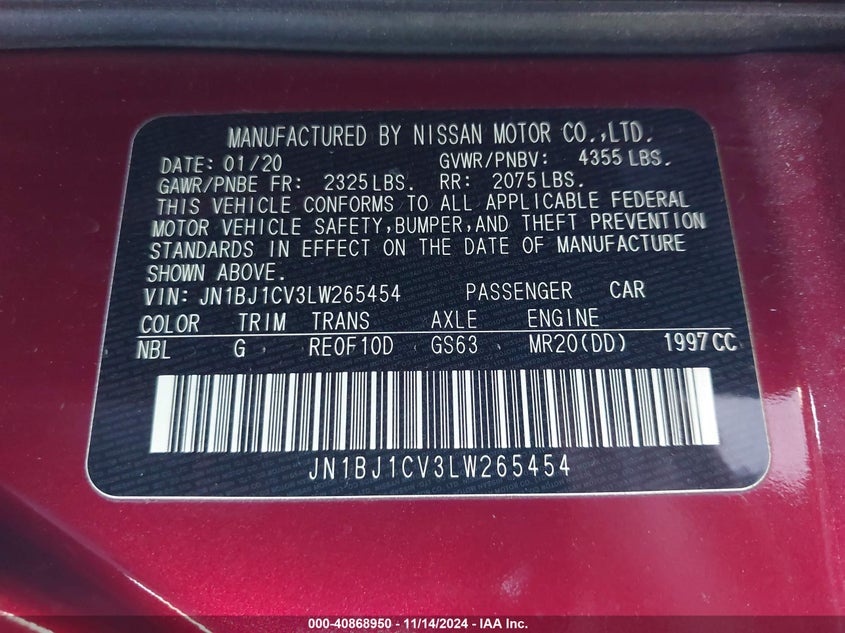 MANUFACTURED BY NISSAN MOTOR CO.,LTD.
DATE: 01/20 GVWR/PNBV: 4355 LBS.
GAWR/PNBE FR: 2325 LBS. RR: 2075 LBS.
THIS VEHICLE CONFORMS TO ALL APPLICABLE FEDERAL
MOTOR VEHICLE SAFETY, BUMPER, AND THEFT PREVENTION
STANDARDS IN EFFECT ON THE DATE OF MANUFACTURE
SHOWN ABOVE.
VIN: JN1BJ1CV3LW265454 PASSENGER CAR
COLOR TRIM TRANS AXLE ENGINE
NBL G RE0F10D GS63 MR20(DD) 1997CC
JN1BJ1CV3LW265454
000-40868950 - 11/14/2024 - IAA Inc.